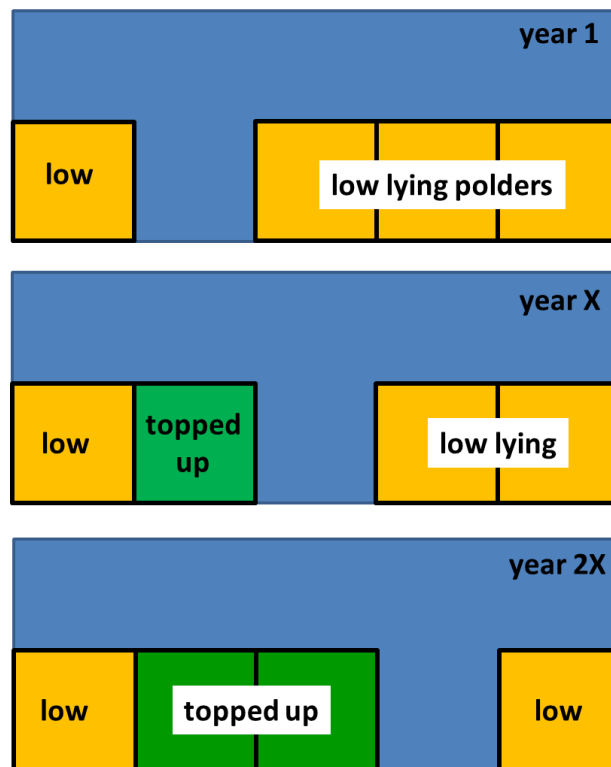 year 1
low
low lying polders
year X
low
topped
up
low lying
year 2X
low
topped up
low